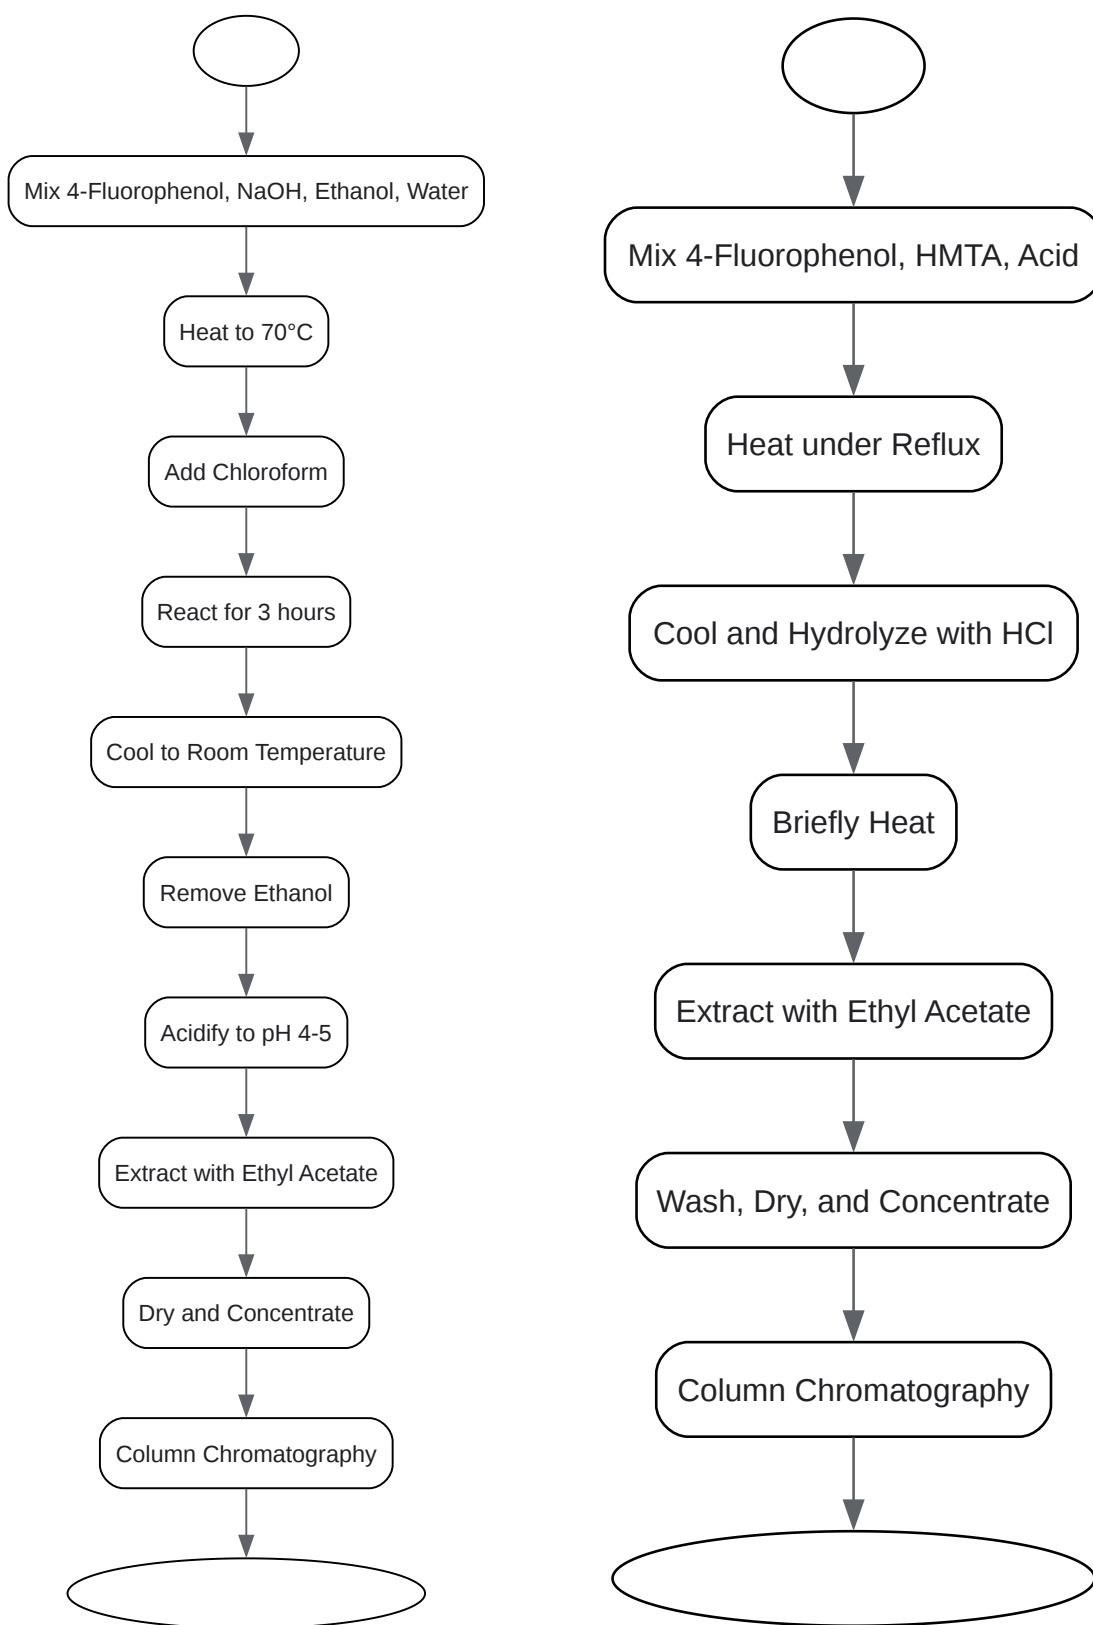 Mix 4-Fluorophenol, NaOH, Ethanol, Water
Heat to 70°C
Add Chloroform
React for 3 hours
Cool to Room Temperature
Remove Ethanol
Acidify to pH 4-5
Extract with Ethyl Acetate
Dry and Concentrate
Column Chromatography
Mix 4-Fluorophenol, HMTA, Acid
Heat under Reflux
Cool and Hydrolyze with HCl
Briefly Heat
Extract with Ethyl Acetate
Wash, Dry, and Concentrate
Column Chromatography